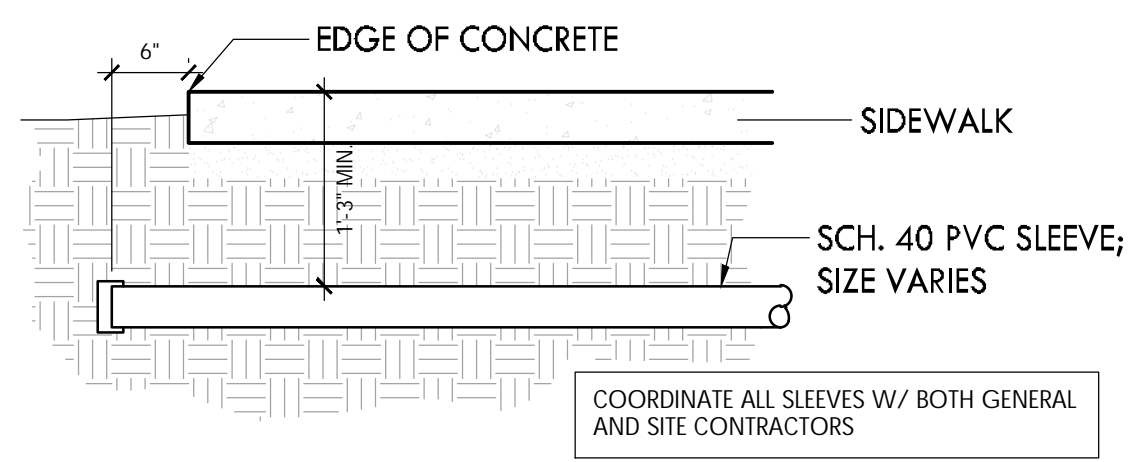 6"
EDGE OF CONCRETE
SIDEWALK
1'-3" MIN.
SCH. 40 PVC SLEEVE;
SIZE VARIES
COORDINATE ALL SLEEVES W/ BOTH GENERAL
AND SITE CONTRACTORS